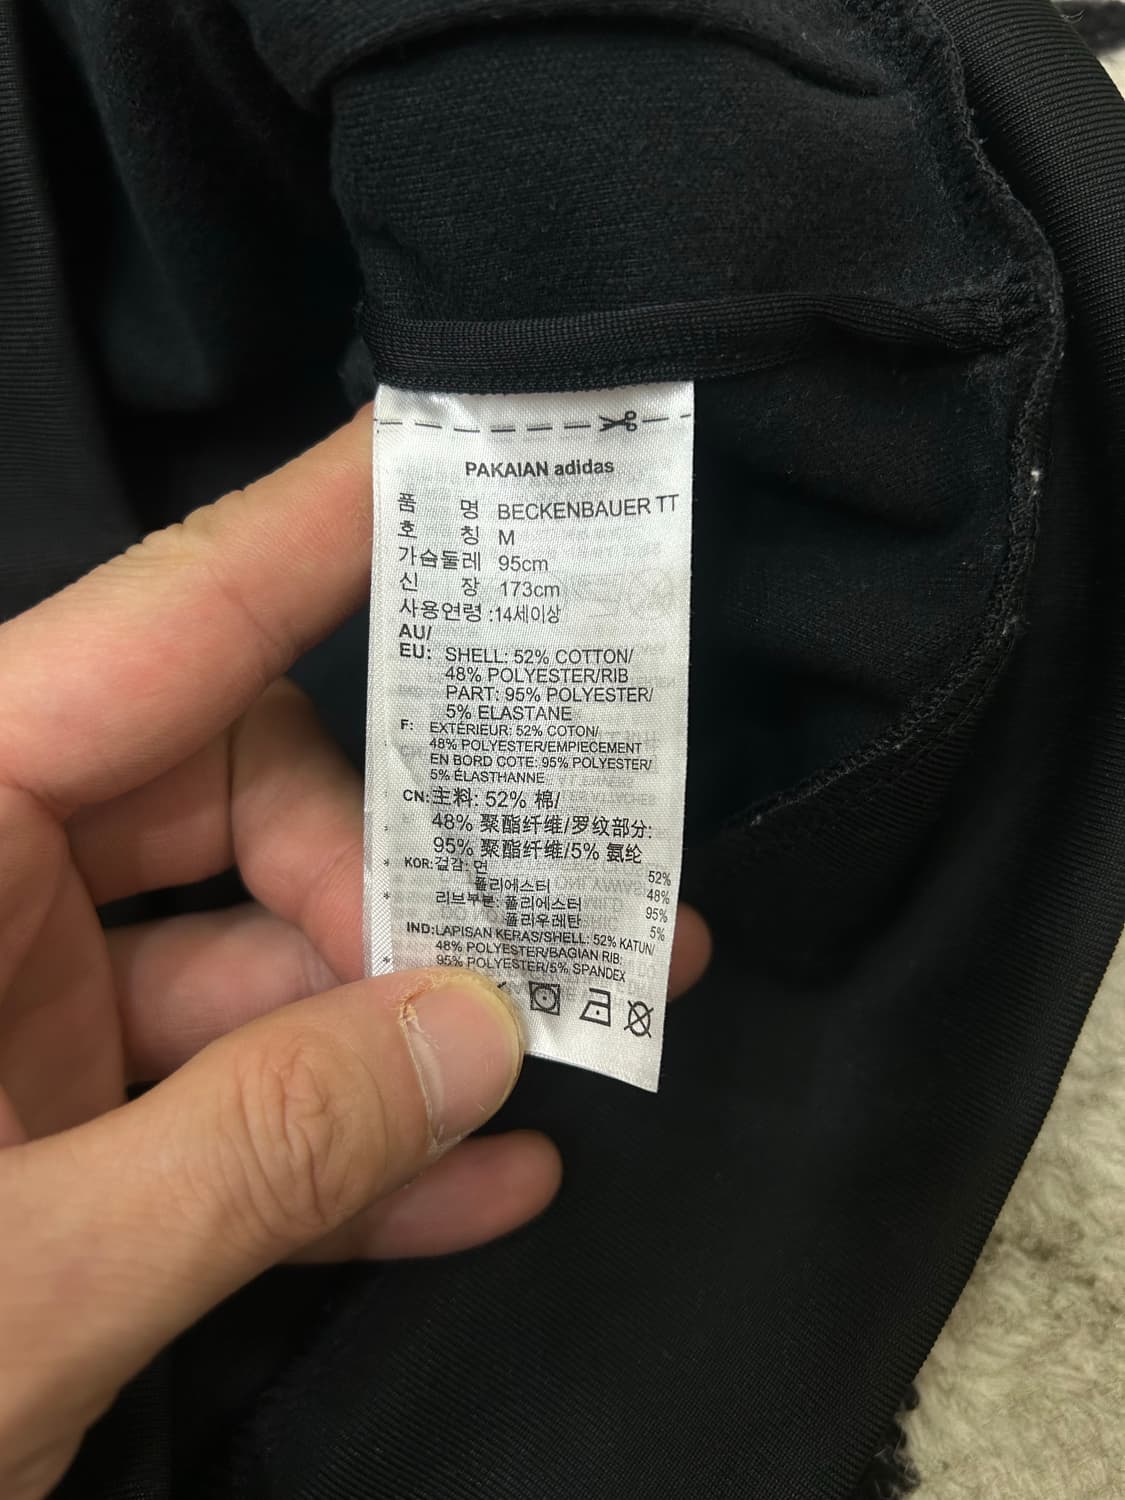 PAKAIAN adidas
품 명 BECKENBAUER TT
호 칭 M
가슴둘레 95cm
신 장 173cm
사용연령 :14세이상
AU/
EU: SHELL: 52% COTTON/
48% POLYESTER/RIB
PART: 95% POLYESTER/
5% ELASTANE
F: EXTÉRIEUR: 52% COTON/
48% POLYESTER/EMPIECEMENT
EN BORD COTE: 95% POLYESTER/
5% ÉLASTHANNE
CN: 主料: 52% 棉/
48% 聚酯纤维/罗纹部分:
95% 聚酯纤维/5% 氨纶
* KOR: 겉감: 면 52%
폴리에스터 48%
* 리브부분: 폴리에스터 95%
폴리우레탄 5%
IND: LAPISAN KERAS/SHELL: 52% KATUN/
48% POLYESTER/BAGIAN RIB:
* 95% POLYESTER/5% SPANDEX